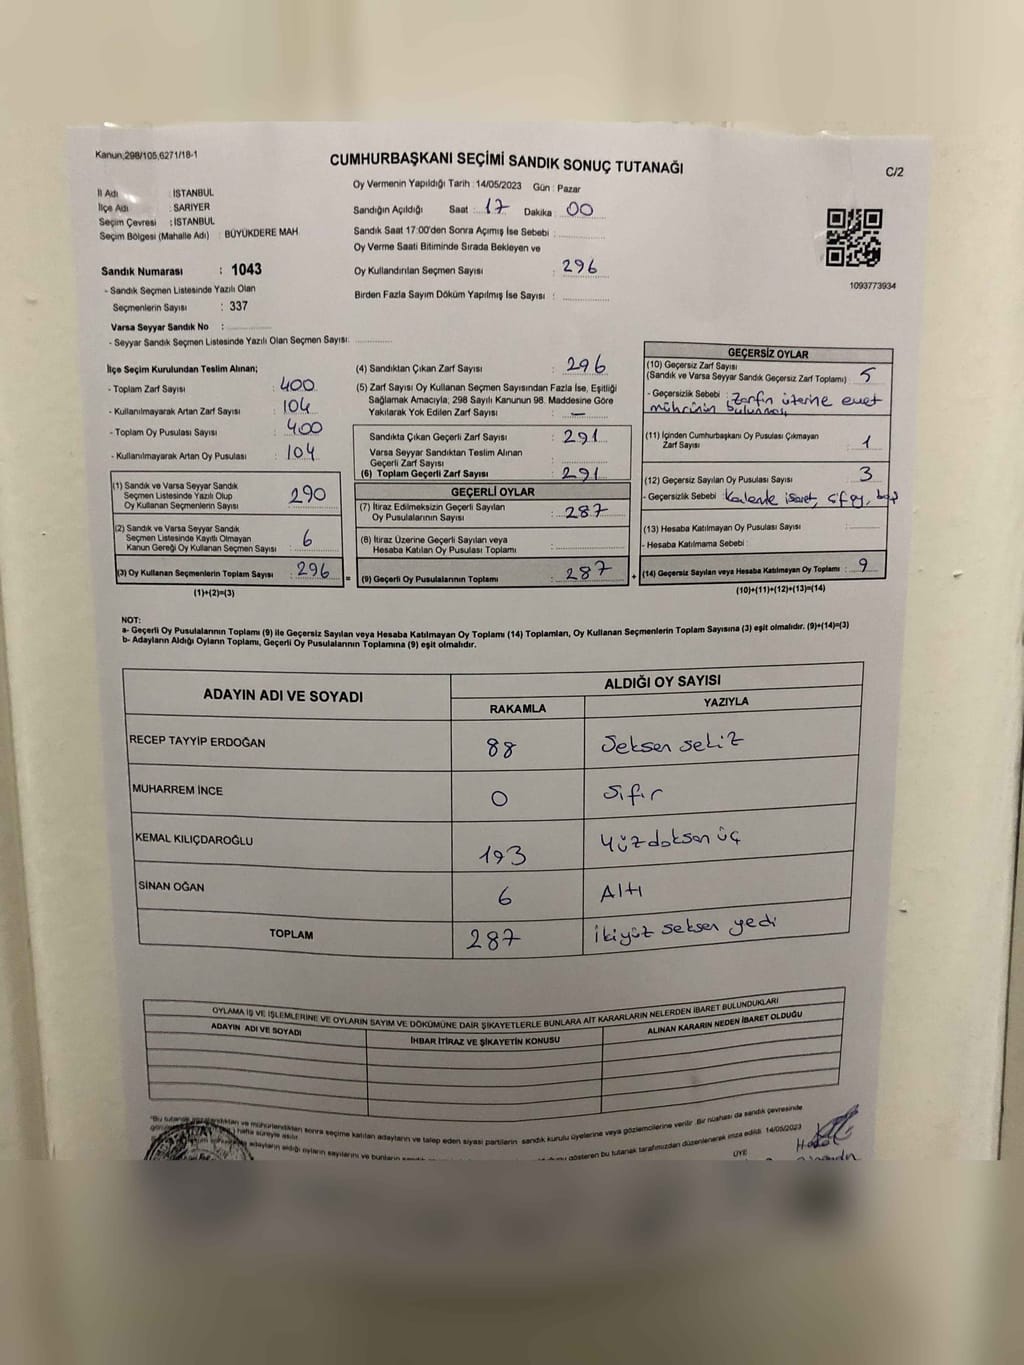 Kanun:298/105,6271/18-1
CUMHURBAŞKANI SEÇİMİ SANDIK SONUÇ TUTANAĞI
C/2
İl Adı : İSTANBUL
İlçe Adı : SARIYER
Seçim Çevresi : İSTANBUL
Seçim Bölgesi (Mahalle Adı) : BÜYÜKDERE MAH
Oy Vermenin Yapıldığı Tarih : 14/05/2023 Gün : Pazar
Sandığın Açıldığı Saat : 17 Dakika : 00
Sandık Saat 17:00'den Sonra Açımış İse Sebebi :
Oy Verme Saati Bitiminde Sırada Bekleyen ve
Oy Kullandırılan Seçmen Sayısı : 296
Birden Fazla Sayım Döküm Yapılmış İse Sayısı :
1093773934
Sandık Numarası : 1043
- Sandık Seçmen Listesinde Yazılı Olan
Seçmenlerin Sayısı : 337
Varsa Seyyar Sandık No :
- Seyyar Sandık Seçmen Listesinde Yazılı Olan Seçmen Sayısı:
İlçe Seçim Kurulundan Teslim Alınan;
- Toplam Zarf Sayısı : 400
- Kullanılmayarak Artan Zarf Sayısı : 104
- Toplam Oy Pusulası Sayısı : 400
- Kullanılmayarak Artan Oy Pusulası : 104
(1) Sandık ve Varsa Seyyar Sandık
Seçmen Listesinde Yazılı Olup
Oy Kullanan Seçmenlerin Sayısı : 290
(2) Sandık ve Varsa Seyyar Sandık
Seçmen Listesinde Kayıtlı Olmayan
Kanun Gereği Oy Kullanan Seçmen Sayısı : 6
(3) Oy Kullanan Seçmenlerin Toplam Sayısı : 296
(1)+(2)=(3)
(4) Sandıktan Çıkan Zarf Sayısı : 296
(5) Zarf Sayısı Oy Kullanan Seçmen Sayısından Fazla İse, Eşitliği
Sağlamak Amacıyla; 298 Sayılı Kanunun 98. Maddesine Göre
Yakılarak Yok Edilen Zarf Sayısı : —
Sandıkta Çıkan Geçerli Zarf Sayısı : 291
Varsa Seyyar Sandıktan Teslim Alınan
Geçerli Zarf Sayısı :
(6) Toplam Geçerli Zarf Sayısı : 291
GEÇERLİ OYLAR
(7) İtiraz Edilmeksizin Geçerli Sayılan
Oy Pusulalarının Sayısı : 287
(8) İtiraz Üzerine Geçerli Sayılan veya
Hesaba Katılan Oy Pusulası Toplamı :
= (9) Geçerli Oy Pusulalarının Toplamı : 287 +
GEÇERSİZ OYLAR
(10) Geçersiz Zarf Sayısı
(Sandık ve Varsa Seyyar Sandık Geçersiz Zarf Toplamı) : 5
- Geçersizlik Sebebi : Zarfın üzerine evet
mührünün bulunması
(11) İçinden Cumhurbaşkanı Oy Pusulası Çıkmayan
Zarf Sayısı : 1
(12) Geçersiz Sayılan Oy Pusulası Sayısı : 3
- Geçersizlik Sebebi : kalemle işaret,
(13) Hesaba Katılmayan Oy Pusulası Sayısı :
- Hesaba Katılmama Sebebi :
(14) Geçersiz Sayılan veya Hesaba Katılmayan Oy Toplamı : 9
(10)+(11)+(12)+(13)=(14)
NOT:
a- Geçerli Oy Pusulalarının Toplamı (9) ile Geçersiz Sayılan veya Hesaba Katılmayan Oy Toplamı (14) Toplamları, Oy Kullanan Seçmenlerin Toplam Sayısına (3) eşit olmalıdır. (9)+(14)=(3)
b- Adayların Aldığı Oyların Toplamı, Geçerli Oy Pusulalarının Toplamına (9) eşit olmalıdır.
ADAYIN ADI VE SOYADI
ALDIĞI OY SAYISI
RAKAMLA YAZIYLA
RECEP TAYYİP ERDOĞAN 88 Seksen sekiz
MUHARREM İNCE 0 Sıfır
KEMAL KILIÇDAROĞLU 193 Yüzdoksan üç
SİNAN OĞAN 6 Altı
TOPLAM 287 İkiyüz seksen yedi
OYLAMA İŞ VE İŞLEMLERİNE VE OYLARIN SAYIM VE DÖKÜMÜNE DAİR ŞİKAYETLERLE BUNLARA AİT KARARLARIN NELERDEN İBARET BULUNDUKLARI
ADAYIN ADI VE SOYADI İHBAR İTİRAZ VE ŞİKAYETİN KONUSU ALINAN KARARIN NEDEN İBARET OLDUĞU
mühürlendikten sonra seçime katılan adayların ve talep eden siyasi partilerin sandık kurulu üyelerine veya gözlemcilerine verilir. Bir nüshası da sandık çevresinde
hafta süreyle asılır.
adayların aldığı oyların sayılarını ve bunların gösteren bu tutanak tarafımızdan düzenlenerek imza edildi. 14/05/2023
ÜYE